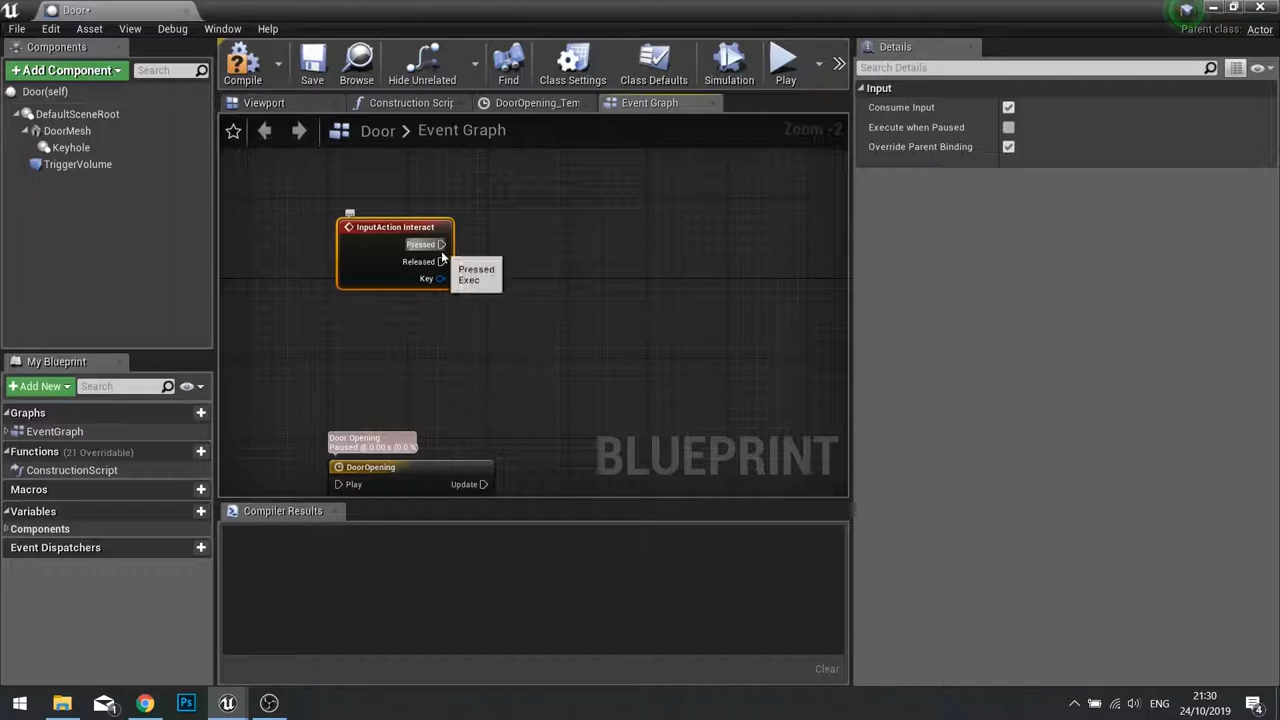 Door*
Parent class: Actor
File Edit Asset View Debug Window Help
Components
+Add Component
Search
Door(self)
DefaultSceneRoot
DoorMesh
Keyhole
TriggerVolume
Compile
Save
Browse
Hide Unrelated
Find
Class Settings
Class Defaults
Simulation
Play
Viewport
Construction Scrip
DoorOpening_Tem
Event Graph
Door > Event Graph
Zoom -2
InputAction Interact
Pressed
Released
Key
Pressed
Exec
Door Opening
Paused @ 0.00 s (0.0 %)
DoorOpening
Play Update
BLUEPRINT
My Blueprint
+Add New
Search
Graphs
EventGraph
Functions (21 Overridable)
ConstructionScript
Macros
Variables
Components
Event Dispatchers
Compiler Results
Clear
Details
Search Details
Input
Consume Input
Execute when Paused
Override Parent Binding
Ps
1
ENG
21:30
24/10/2019
4